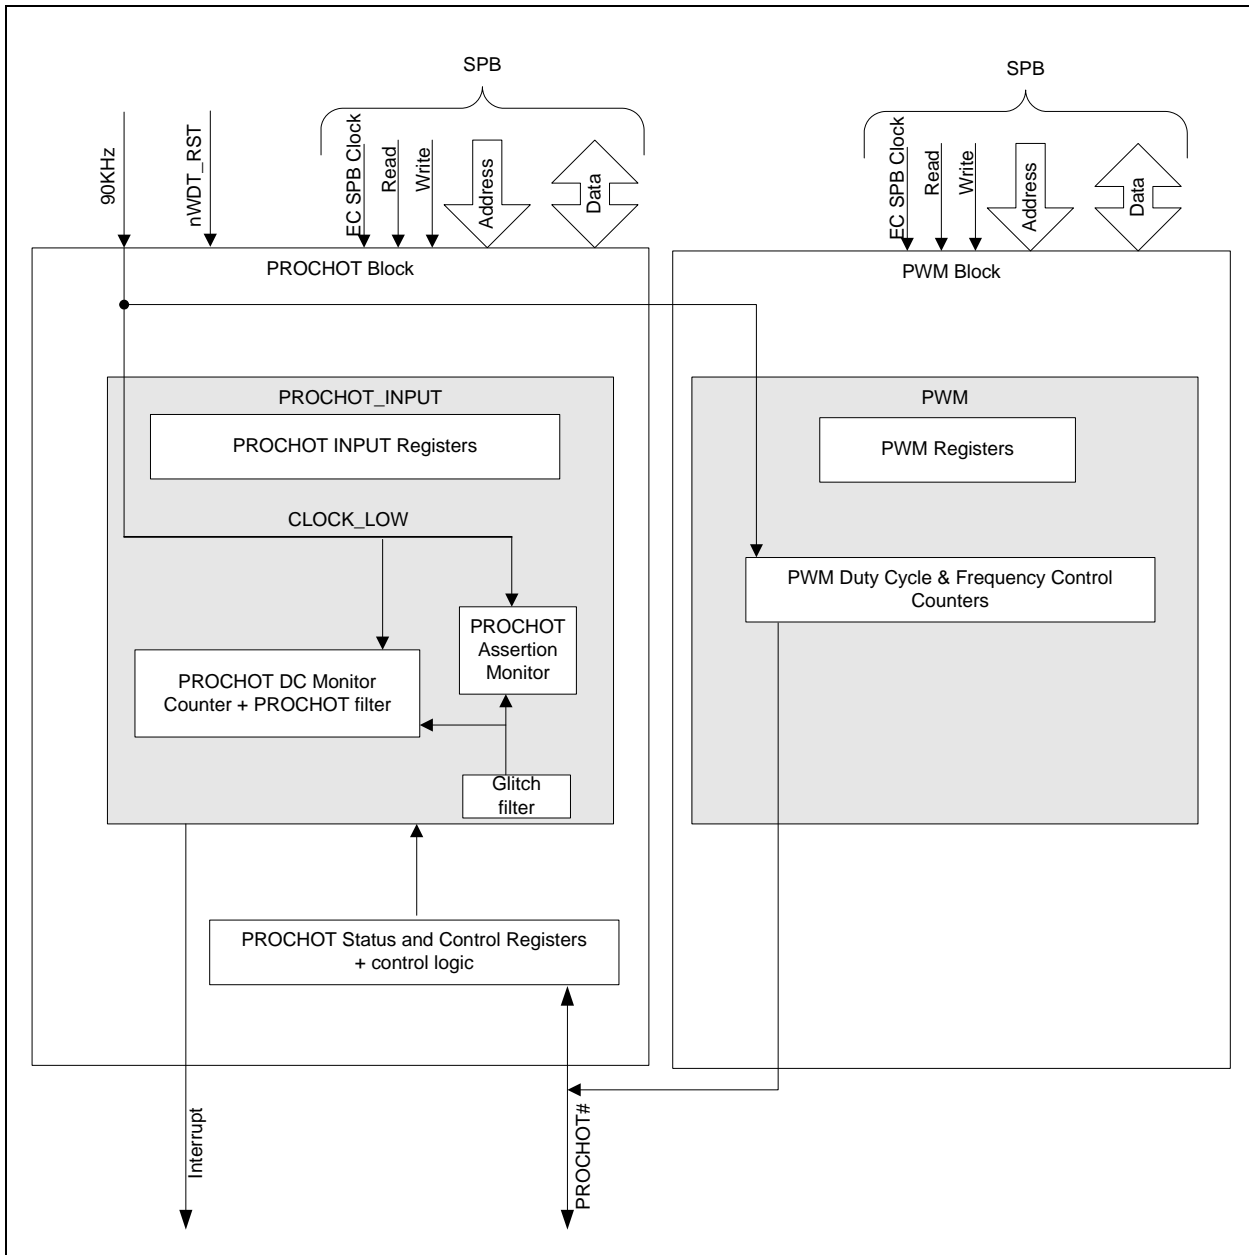 SPB
SPB
90KHz
nWDT_RST
EC SPB Clock
Read
Write
Address
Data
EC SPB Clock
Read
Write
Address
Data
PROCHOT Block
PWM Block
PROCHOT_INPUT
PWM
PROCHOT INPUT Registers
PWM Registers
CLOCK_LOW
PWM Duty Cycle & Frequency Control
Counters
PROCHOT
Assertion
Monitor
PROCHOT DC Monitor
Counter + PROCHOT filter
Glitch
filter
PROCHOT Status and Control Registers
+ control logic
Interrupt
PROCHOT#